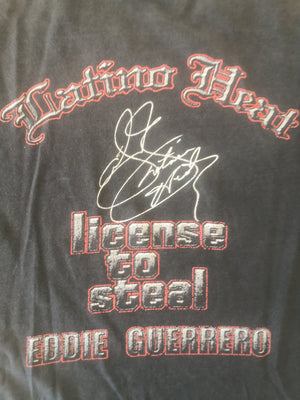 Latino Heat
license
to
steal
EDDIE GUERRERO